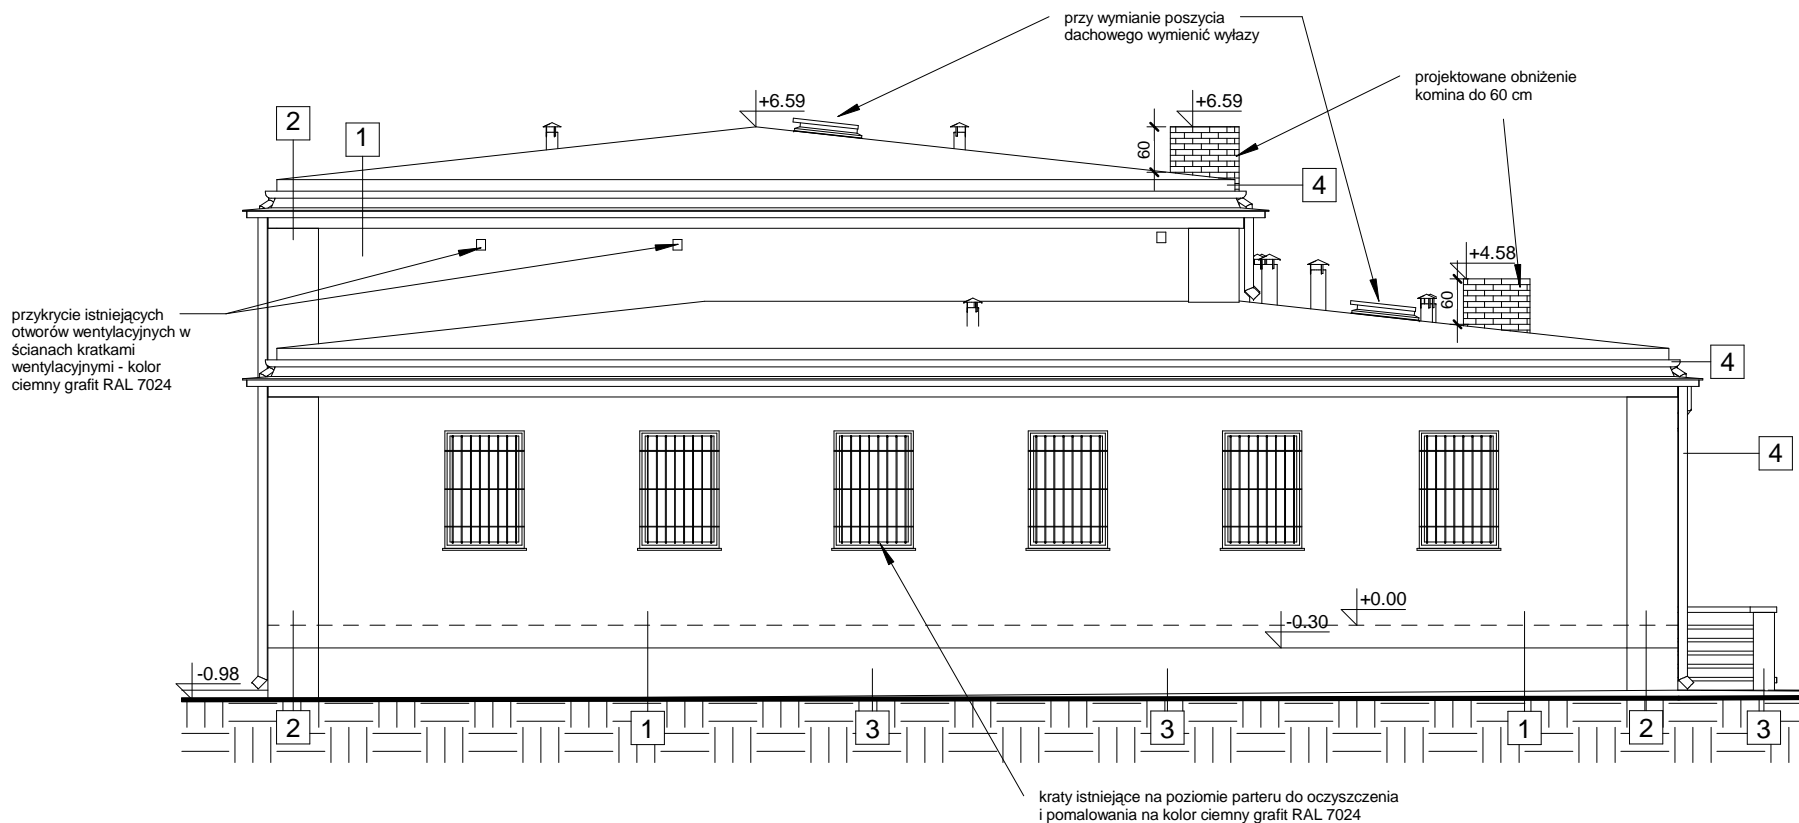 przy wymianie poszycia
dachowego wymienić wyłazy
projektowane obniżenie
komina do 60 cm
+6.59
+6.59
2
1
60
4
+4.58
60
przykrycie istniejących
otworów wentylacyjnych w
ścianach kratkami
wentylacyjnymi - kolor
ciemny grafit RAL 7024
4
4
+0.00
-0.30
-0.98
2
1
3
3
1
2
3
kraty istniejące na poziomie parteru do oczyszczenia
i pomalowania na kolor ciemny grafit RAL 7024